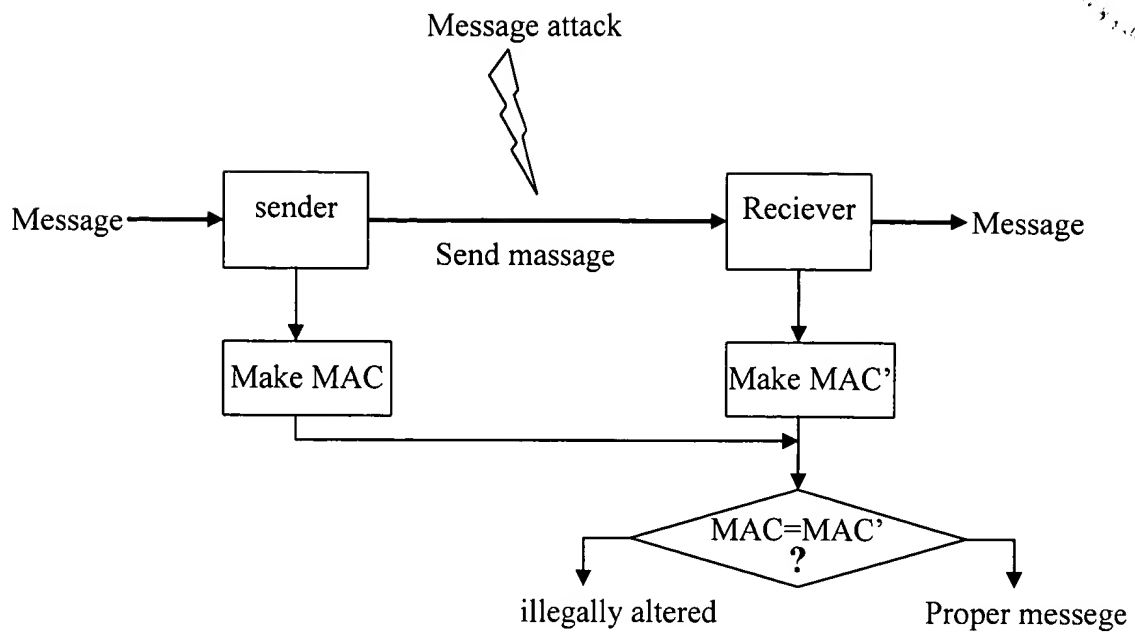 Message attack
sender
Reciever
Message
Message
Send massage
Make MAC
Make MAC’
MAC=MAC’
?
illegally altered
Proper messege